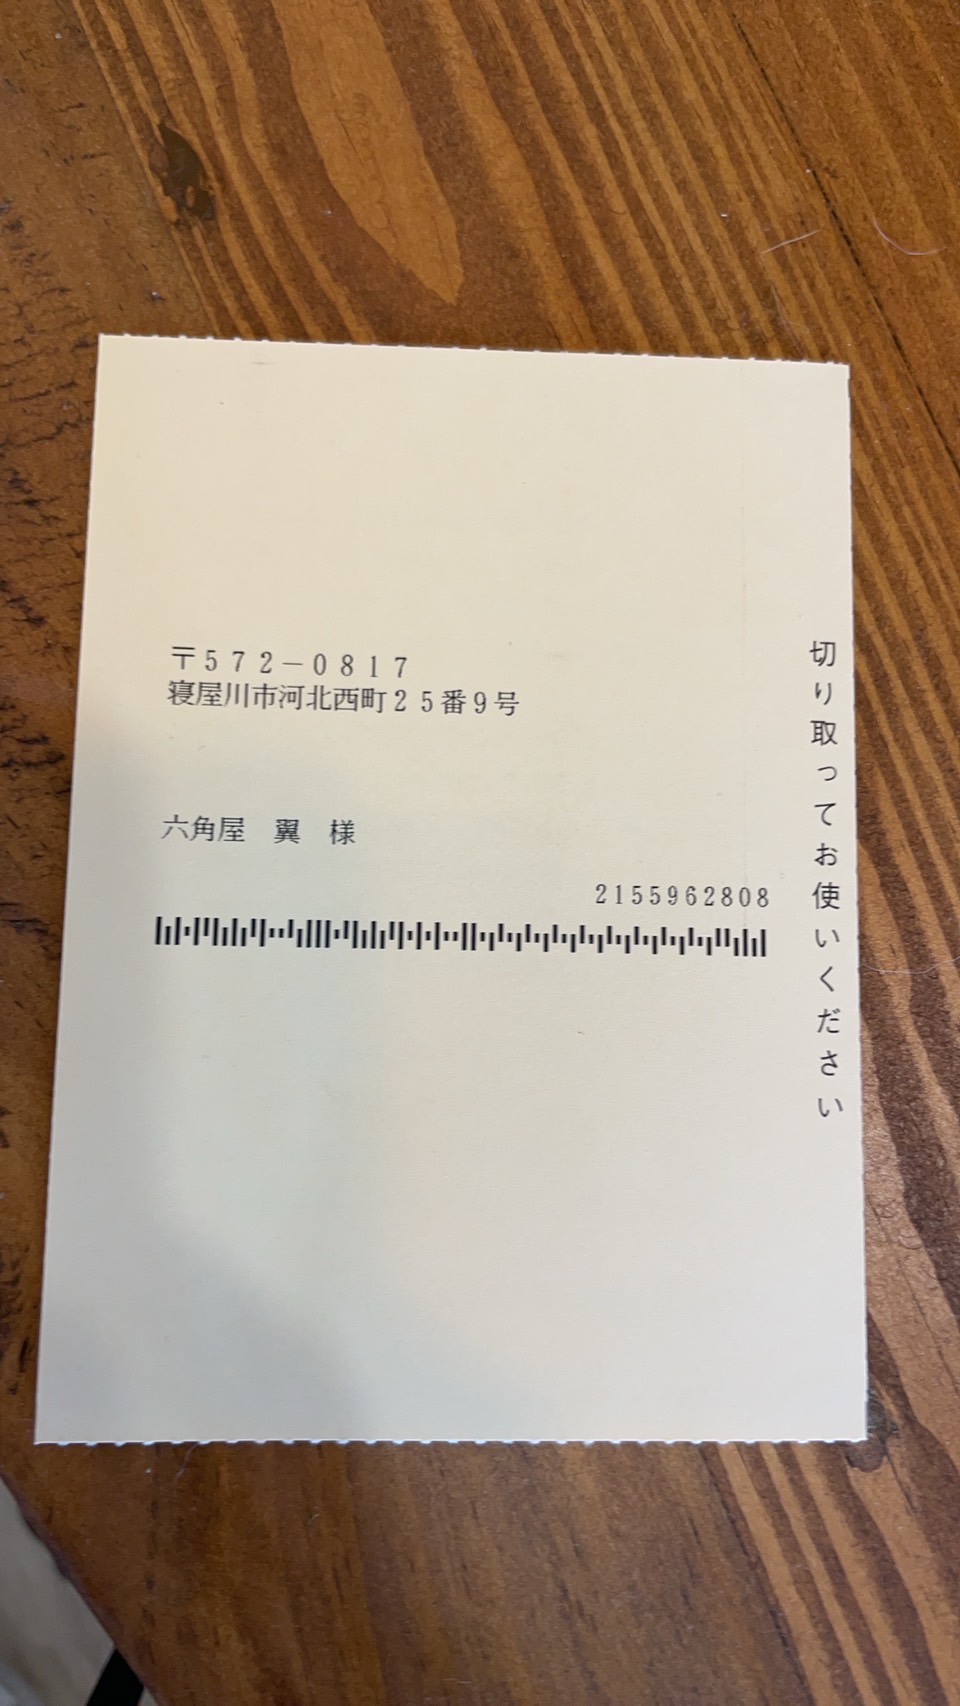 〒572－0817
寝屋川市河北西町25番9号
六角屋　翼　様
2155962808
切り取ってお使いください